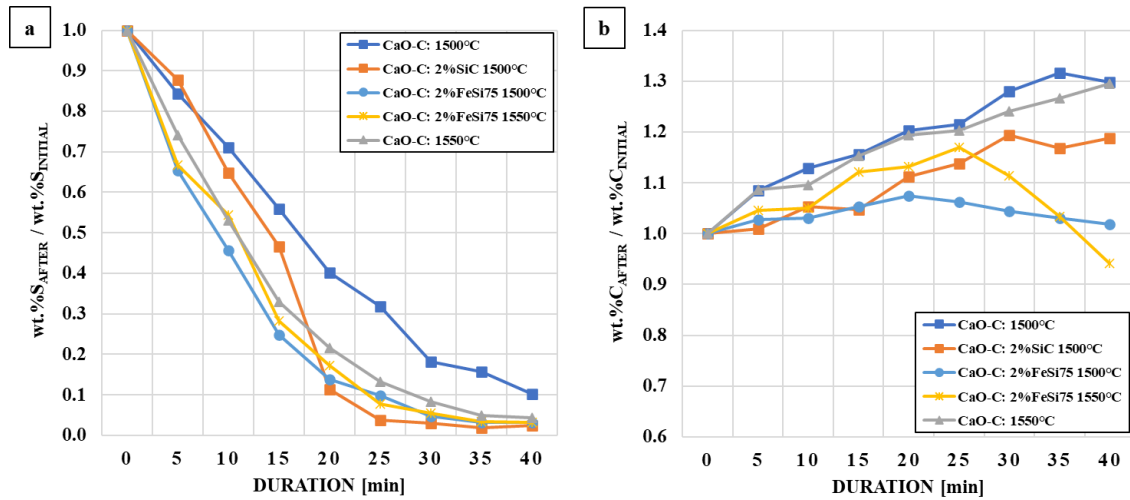 a
wt.%S AFTER / wt.%S INITIAL
1.0
0.9
0.8
0.7
0.6
0.5
0.4
0.3
0.2
0.1
0.0
CaO-C: 1500°C
CaO-C: 2%SiC 1500°C
CaO-C: 2%FeSi75 1500°C
CaO-C: 2%FeSi75 1550°C
CaO-C: 1550°C
0 5 10 15 20 25 30 35 40
DURATION [min]
b
wt.%C AFTER / wt.%C INITIAL
1.4
1.3
1.2
1.1
1.0
0.9
0.8
0.7
0.6
CaO-C: 1500°C
CaO-C: 2%SiC 1500°C
CaO-C: 2%FeSi75 1500°C
CaO-C: 2%FeSi75 1550°C
CaO-C: 1550°C
0 5 10 15 20 25 30 35 40
DURATION [min]